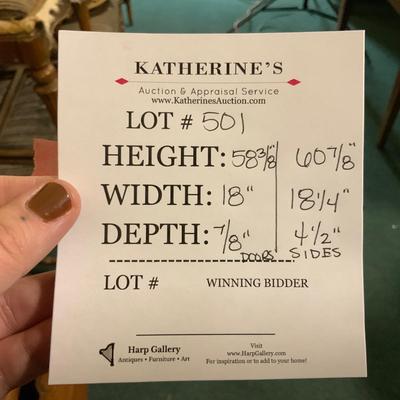 KATHERINE'S
Auction & Appraisal Service
www.KatherinesAuction.com
LOT # 501
HEIGHT: 58 3/8" 60 7/8"
WIDTH: 18" 18 1/4"
DEPTH: 7/8" 4 1/2"
DOORS SIDES
LOT # WINNING BIDDER
Harp Gallery
Antiques • Furniture • Art
Visit
www.HarpGallery.com
For inspiration or to add to your home!